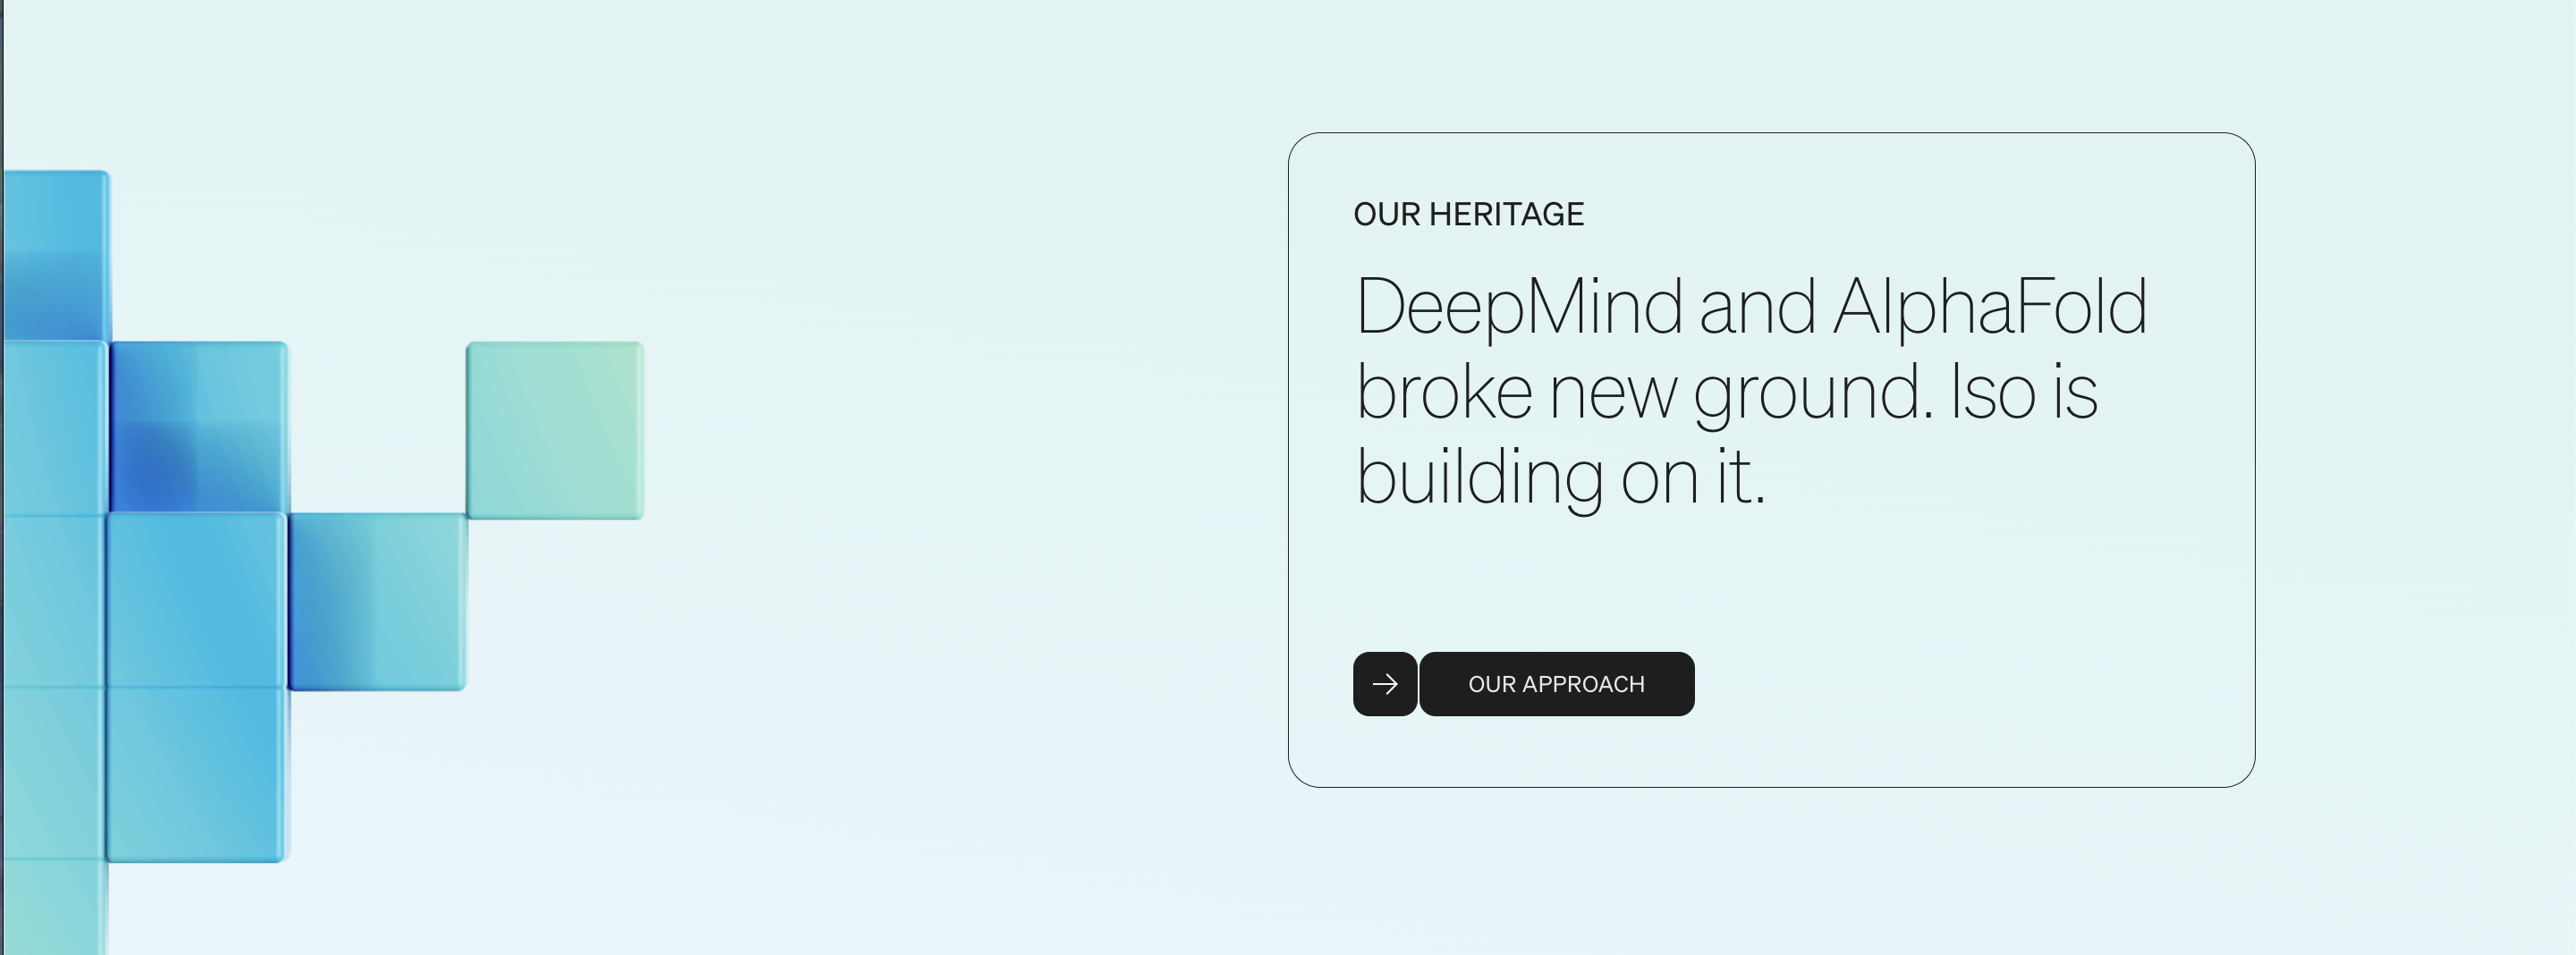 OUR HERITAGE
DeepMind and AlphaFold
broke new ground. Iso is
building on it.
OUR APPROACH